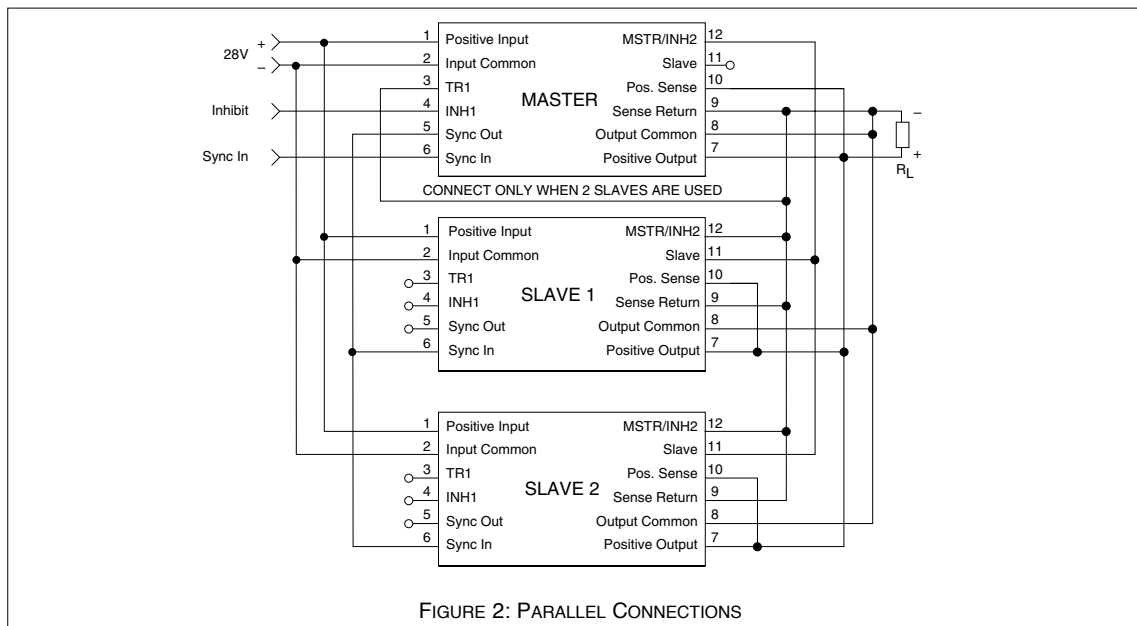 28V
+
–
Inhibit
Sync In
1 Positive Input MSTR/INH2 12
2 Input Common Slave 11
3 TR1 Pos. Sense 10
4 INH1 MASTER Sense Return 9
5 Sync Out Output Common 8
6 Sync In Positive Output 7
–
+
RL
CONNECT ONLY WHEN 2 SLAVES ARE USED
1 Positive Input MSTR/INH2 12
2 Input Common Slave 11
3 TR1 Pos. Sense 10
4 INH1 SLAVE 1 Sense Return 9
5 Sync Out Output Common 8
6 Sync In Positive Output 7
1 Positive Input MSTR/INH2 12
2 Input Common Slave 11
3 TR1 Pos. Sense 10
4 INH1 SLAVE 2 Sense Return 9
5 Sync Out Output Common 8
6 Sync In Positive Output 7
FIGURE 2: PARALLEL CONNECTIONS